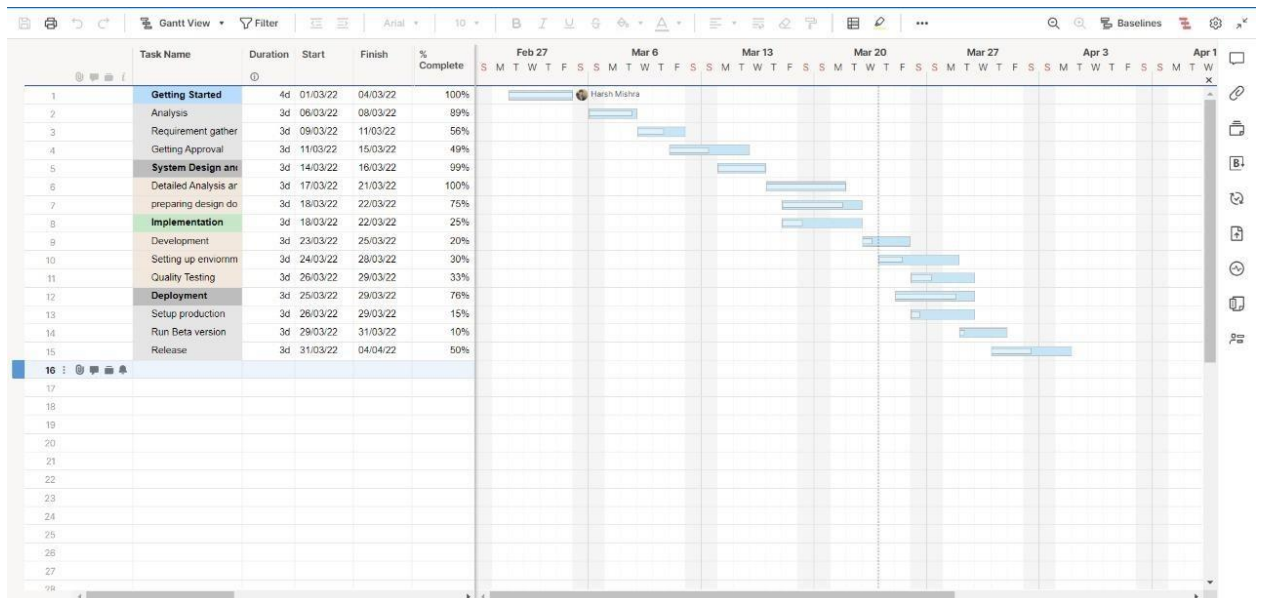 Gantt View Filter Arial 10 B I U S A Baselines
Task Name Duration Start Finish % Complete Feb 27 Mar 6 Mar 13 Mar 20 Mar 27 Apr 3 Apr 1
S M T W T F S S M T W T F S S M T W T F S S M T W T F S S M T W T F S S M T W T F S S M T W
1 Getting Started 4d 01/03/22 04/03/22 100% Harsh Mishra
2 Analysis 3d 06/03/22 08/03/22 89%
3 Requirement gather 3d 09/03/22 11/03/22 56%
4 Getting Approval 3d 11/03/22 15/03/22 49%
5 System Design an 3d 14/03/22 16/03/22 99%
6 Detailed Analysis ar 3d 17/03/22 21/03/22 100%
7 preparing design do 3d 18/03/22 22/03/22 75%
8 Implementation 3d 18/03/22 22/03/22 25%
9 Development 3d 23/03/22 25/03/22 20%
10 Setting up enviornm 3d 24/03/22 28/03/22 30%
11 Quality Testing 3d 26/03/22 29/03/22 33%
12 Deployment 3d 25/03/22 29/03/22 76%
13 Setup production 3d 26/03/22 29/03/22 15%
14 Run Beta version 3d 29/03/22 31/03/22 10%
15 Release 3d 31/03/22 04/04/22 50%
16
17
18
19
20
21
22
23
24
25
26
27
28